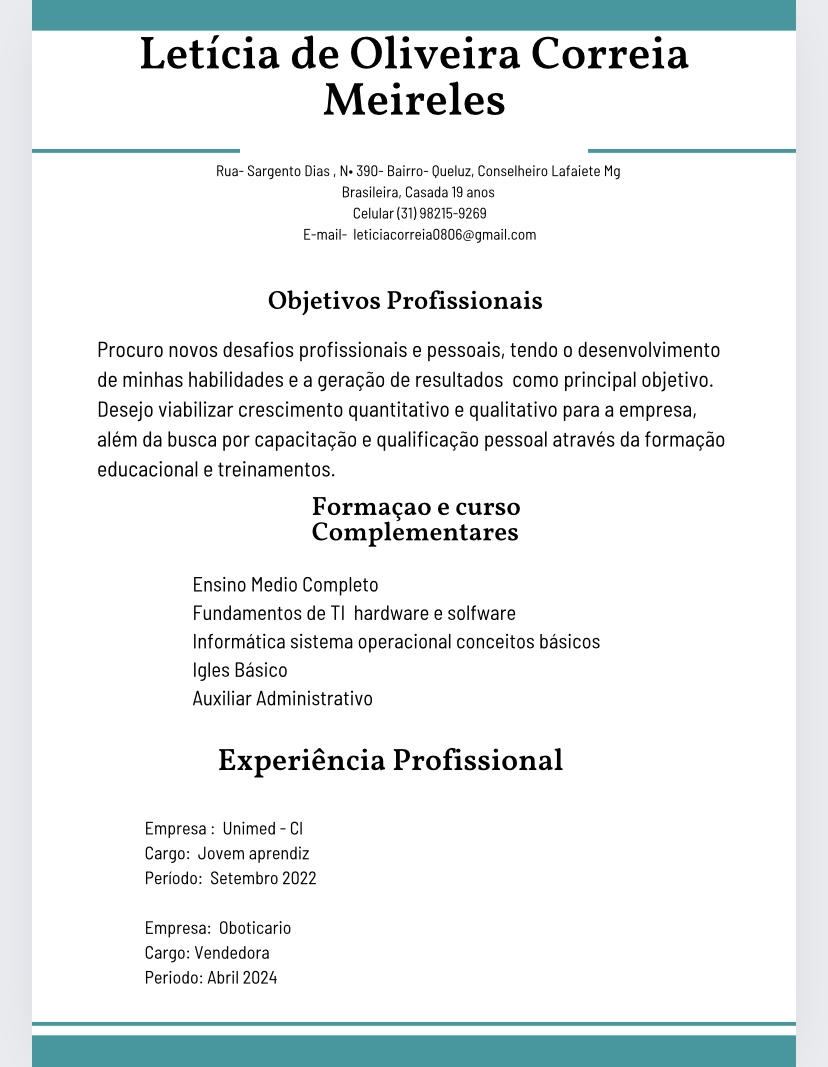 Letícia de Oliveira Correia
Meireles
Rua- Sargento Dias , N• 390- Bairro- Queluz, Conselheiro Lafaiete Mg
Brasileira, Casada 19 anos
Celular (31) 98215-9269
E-mail-  leticiacorreia0806@gmail.com
Objetivos Profissionais
Procuro novos desafios profissionais e pessoais, tendo o desenvolvimento
de minhas habilidades e a geração de resultados  como principal objetivo.
Desejo viabilizar crescimento quantitativo e qualitativo para a empresa,
além da busca por capacitação e qualificação pessoal através da formação
educacional e treinamentos.
Formaçao e curso
Complementares
Ensino Medio Completo
Fundamentos de TI  hardware e solfware
Informática sistema operacional conceitos básicos
Igles Básico
Auxiliar Administrativo
Experiência Profissional
Empresa :  Unimed - Cl
Cargo:  Jovem aprendiz
Período:  Setembro 2022
Empresa:  Oboticario
Cargo: Vendedora
Periodo: Abril 2024